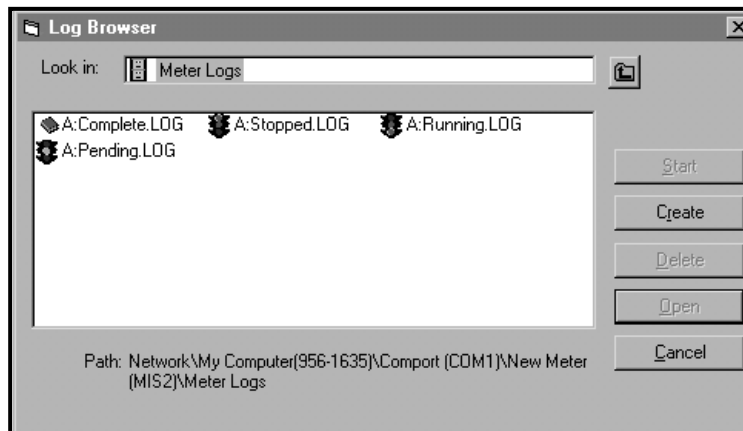 Log Browser
Look in: Meter Logs
A:Complete.LOG A:Stopped.LOG A:Running.LOG
A:Pending.LOG
Start
Create
Delete
Open
Cancel
Path: Network\My Computer(956-1635)\Comport (COM1)\New Meter
(MIS2)\Meter Logs